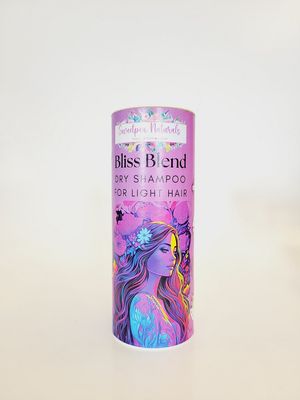 Sweetpea Naturals
Bliss Blend
DRY SHAMPOO
FOR LIGHT HAIR